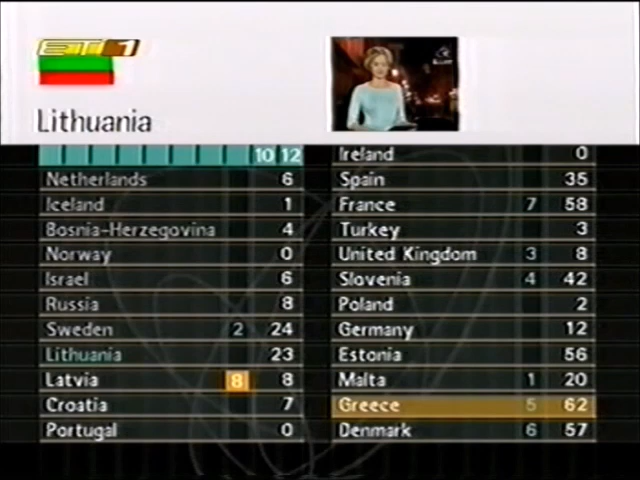 ET1
Lithuania
10 12
Netherlands 6
Iceland 1
Bosnia-Herzegovina 4
Norway 0
Israel 6
Russia 8
Sweden 2 24
Lithuania 23
Latvia 8 8
Croatia 7
Portugal 0
Ireland 0
Spain 35
France 7 58
Turkey 3
United Kingdom 3 8
Slovenia 4 42
Poland 2
Germany 12
Estonia 56
Malta 1 20
Greece 5 62
Denmark 6 57